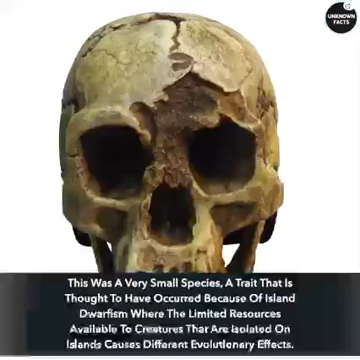 UNKNOWN
FACTS
This Was A Very Small Species, A Trait That Is
Thought To Have Occurred Because Of Island
Dwarfism Where The Limited Resources
Available To Creatures That Are Isolated On
Islands Causes Different Evolutionary Effects.